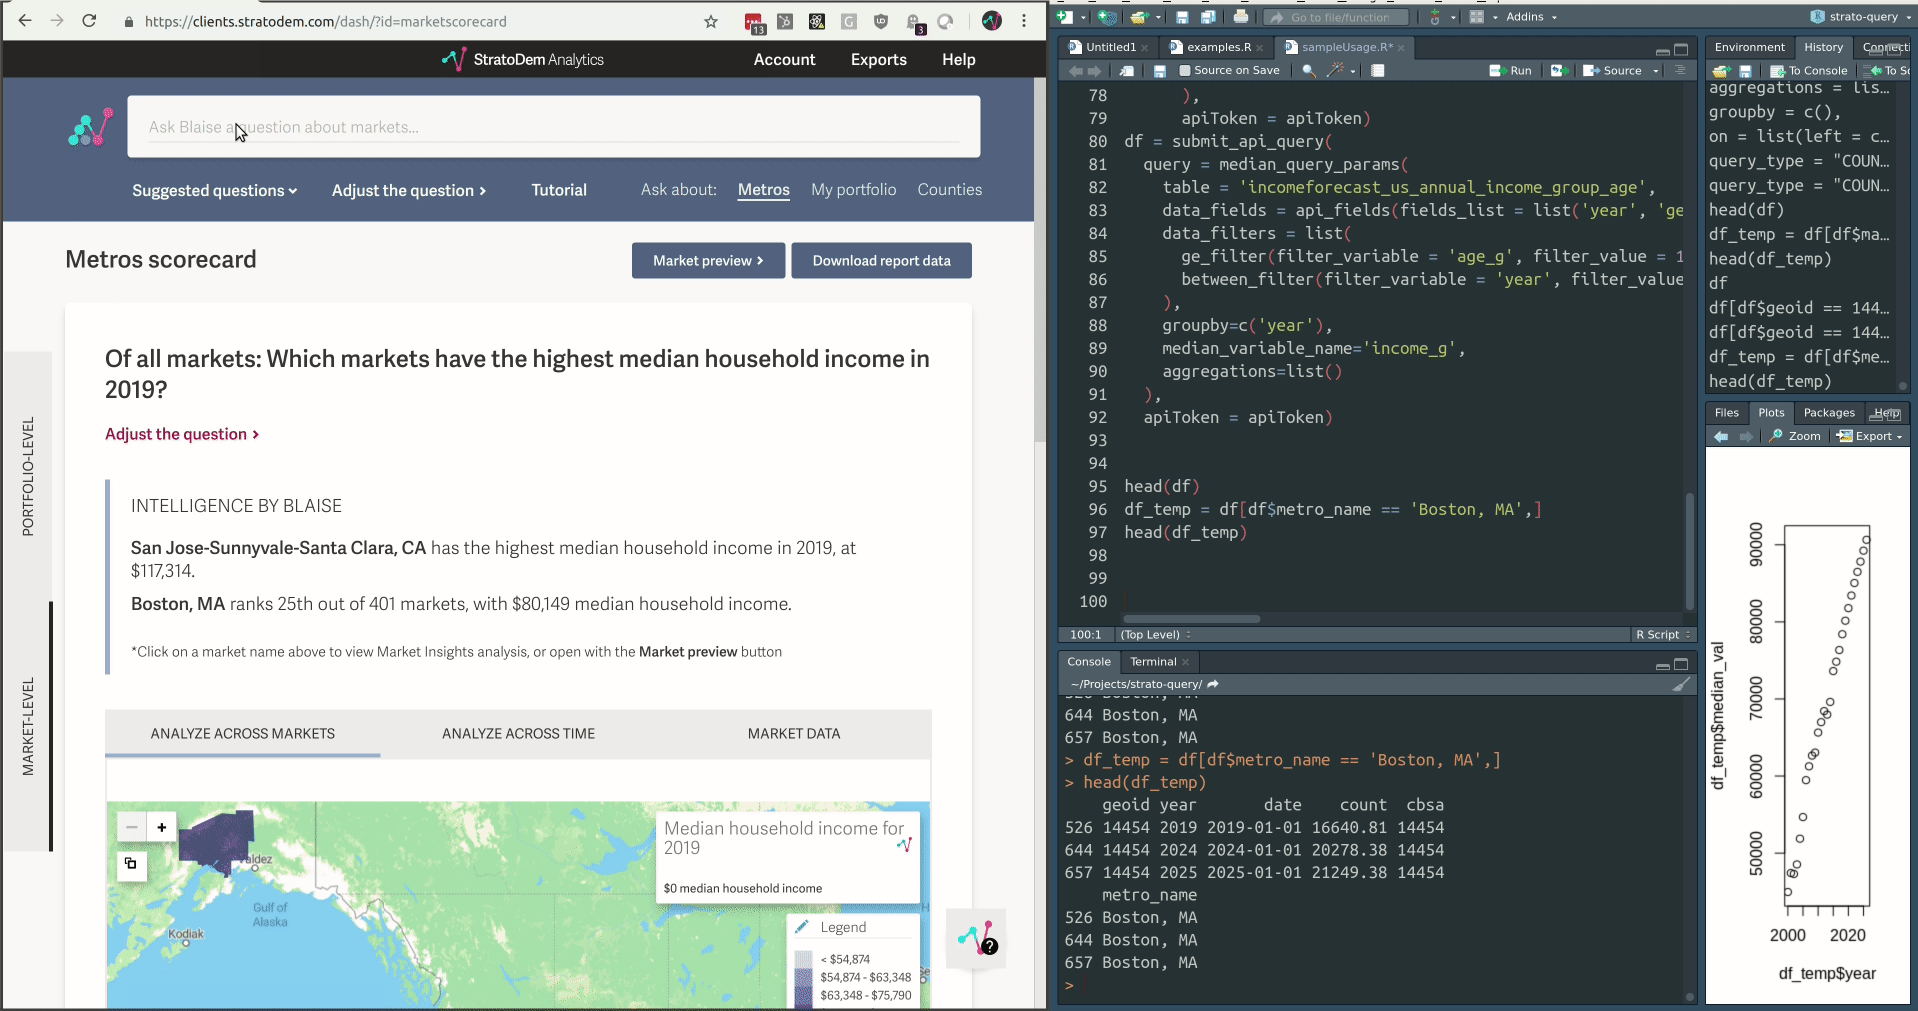 https://clients.stratodem.com/dash/?id=marketscorecard
13
3
StratoDem Analytics
Account
Exports
Help
Ask Blaise a question about markets...
Suggested questions
Adjust the question >
Tutorial
Ask about:
Metros
My portfolio
Counties
Metros scorecard
Market preview >
Download report data
PORTFOLIO-LEVEL
MARKET-LEVEL
Of all markets: Which markets have the highest median household income in
2019?
Adjust the question >
INTELLIGENCE BY BLAISE
San Jose-Sunnyvale-Santa Clara, CA has the highest median household income in 2019, at
$117,314.
Boston, MA ranks 25th out of 401 markets, with $80,149 median household income.
*Click on a market name above to view Market Insights analysis, or open with the Market preview button
ANALYZE ACROSS MARKETS
ANALYZE ACROSS TIME
MARKET DATA
Valdez
Gulf of
Alaska
Kodiak
Median household income for
2019
$0 median household income
Legend
< $54,874
$54,874 - $63,348
$63,348 - $75,790
Go to file/function
Addins
strato-query
Untitled1
examples.R
sampleUsage.R*
Source on Save
Run
Source
78 ),
79 apiToken = apiToken)
80 df = submit_api_query(
81 query = median_query_params(
82 table = 'incomeforecast_us_annual_income_group_age',
83 data_fields = api_fields(fields_list = list('year', 'ge
84 data_filters = list(
85 ge_filter(filter_variable = 'age_g', filter_value = 1
86 between_filter(filter_variable = 'year', filter_value
87 ),
88 groupby=c('year'),
89 median_variable_name='income_g',
90 aggregations=list()
91 ),
92 apiToken = apiToken)
93
94
95 head(df)
96 df_temp = df[df$metro_name == 'Boston, MA',]
97 head(df_temp)
98
99
100
100:1
(Top Level)
R Script
Console
Terminal
~/Projects/strato-query/
644 Boston, MA
657 Boston, MA
> df_temp = df[df$metro_name == 'Boston, MA',]
> head(df_temp)
geoid year date count cbsa
526 14454 2019 2019-01-01 16640.81 14454
644 14454 2024 2024-01-01 20278.38 14454
657 14454 2025 2025-01-01 21249.38 14454
metro_name
526 Boston, MA
644 Boston, MA
657 Boston, MA
>
Environment
History
To Console
aggregations = lis...
groupby = c(),
on = list(left = c...
query_type = "COUN...
query_type = "COUN...
head(df)
df_temp = df[df$ma...
head(df_temp)
df
df[df$geoid == 144...
df[df$geoid == 144...
df_temp = df[df$me...
head(df_temp)
Files
Plots
Packages
Help
Zoom
Export
df_temp$median_val
90000
80000
70000
60000
50000
2000
2020
df_temp$year